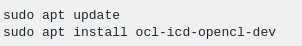 sudo apt update
sudo apt install ocl-icd-opencl-dev